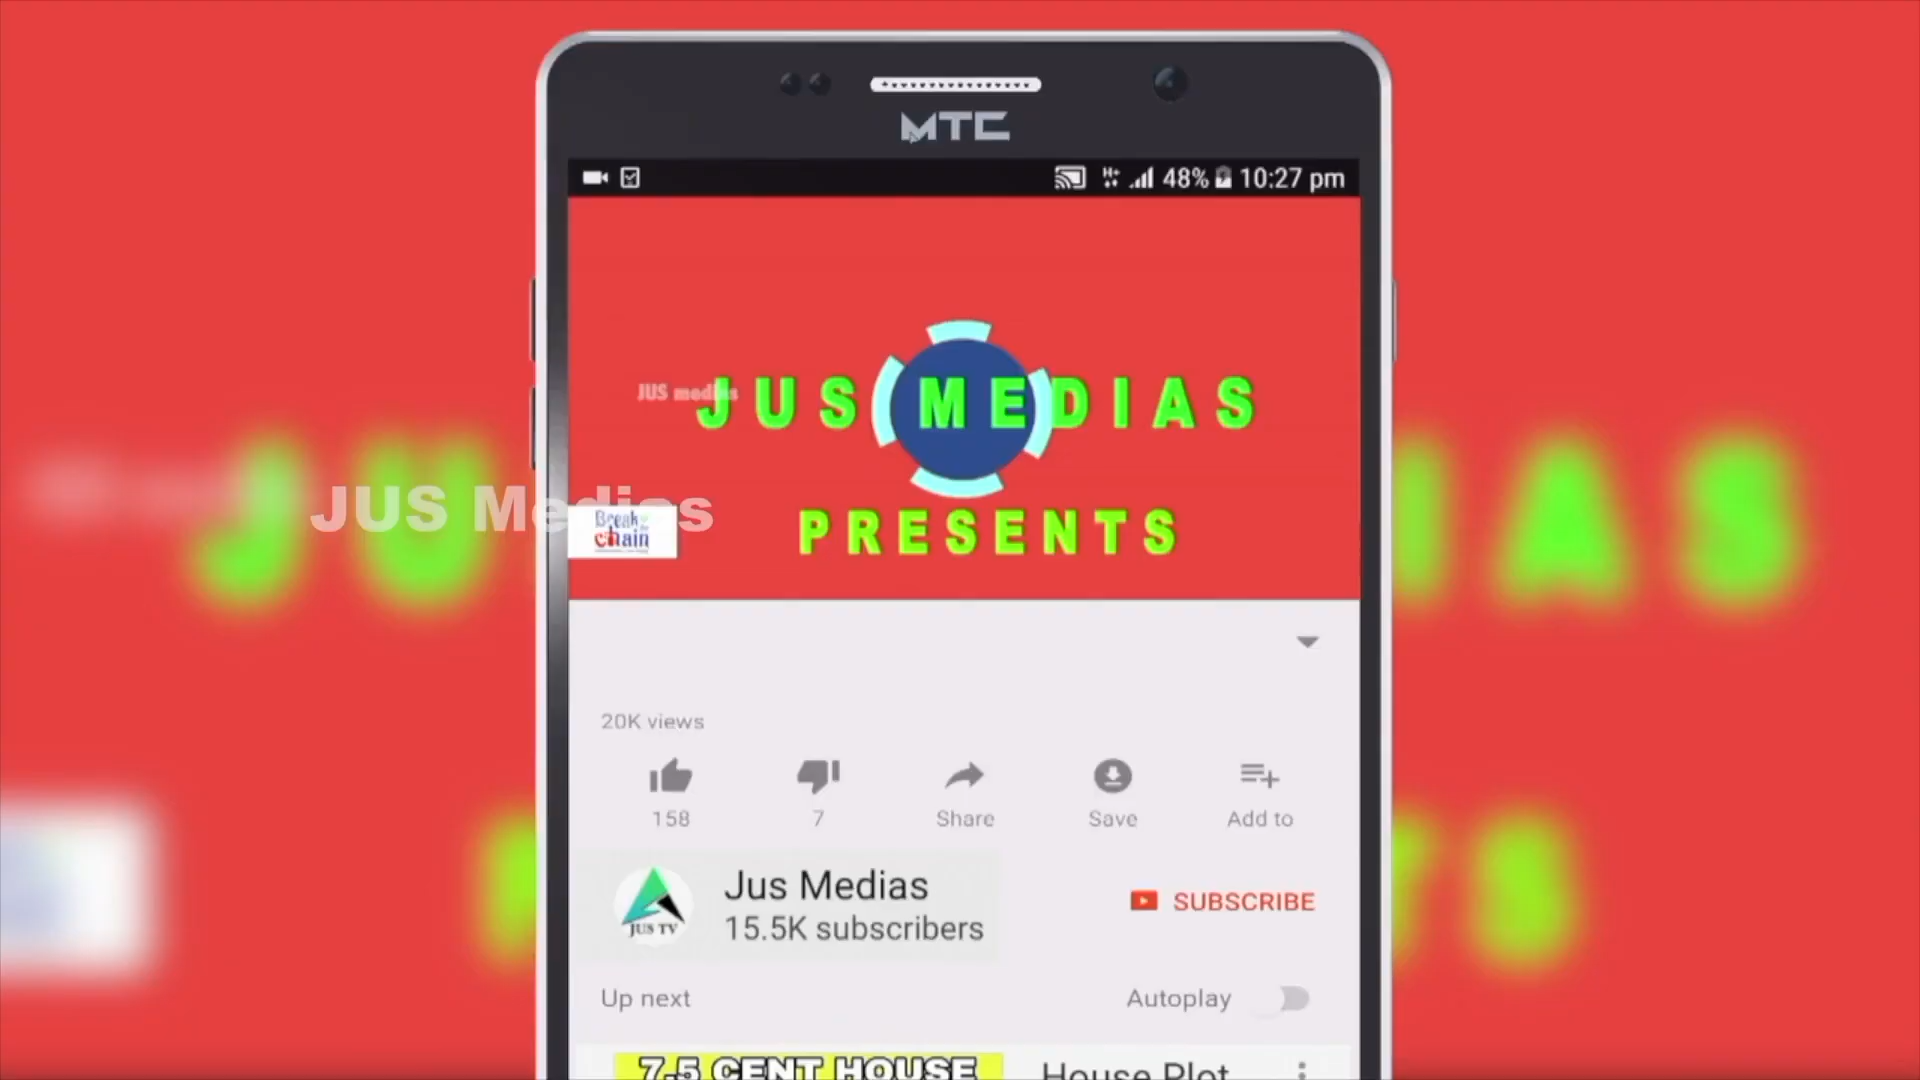 MTC
H+ 48% 10:27 pm
JUS medias
JUS MEDIAS
PRESENTS
JUS Medias
Break the
chain
20K views
158 7 Share Save Add to
Jus Medias
15.5K subscribers
JUS TV
SUBSCRIBE
Up next Autoplay
7.5 CENT HOUSE
House Plot